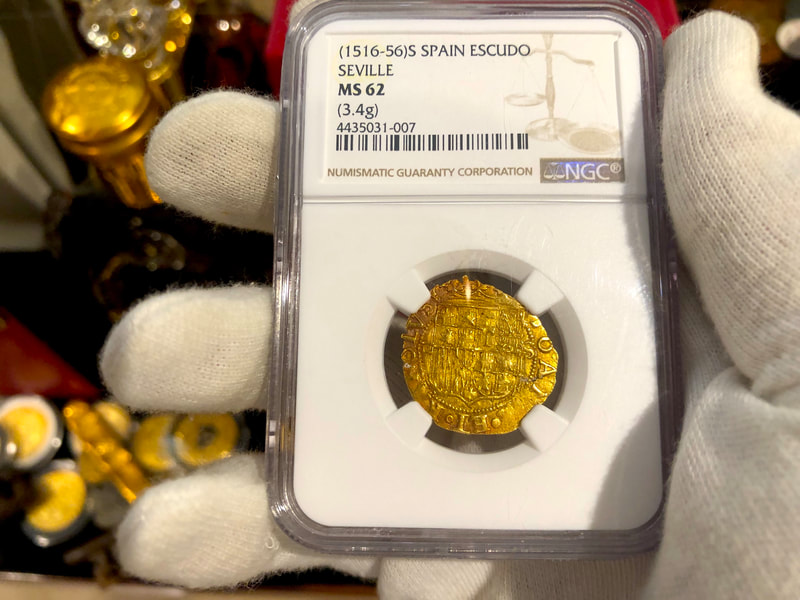 (1516-56)S SPAIN ESCUDO
SEVILLE
MS 62
(3.4g)
4435031-007
NUMISMATIC GUARANTY CORPORATION
NGC®